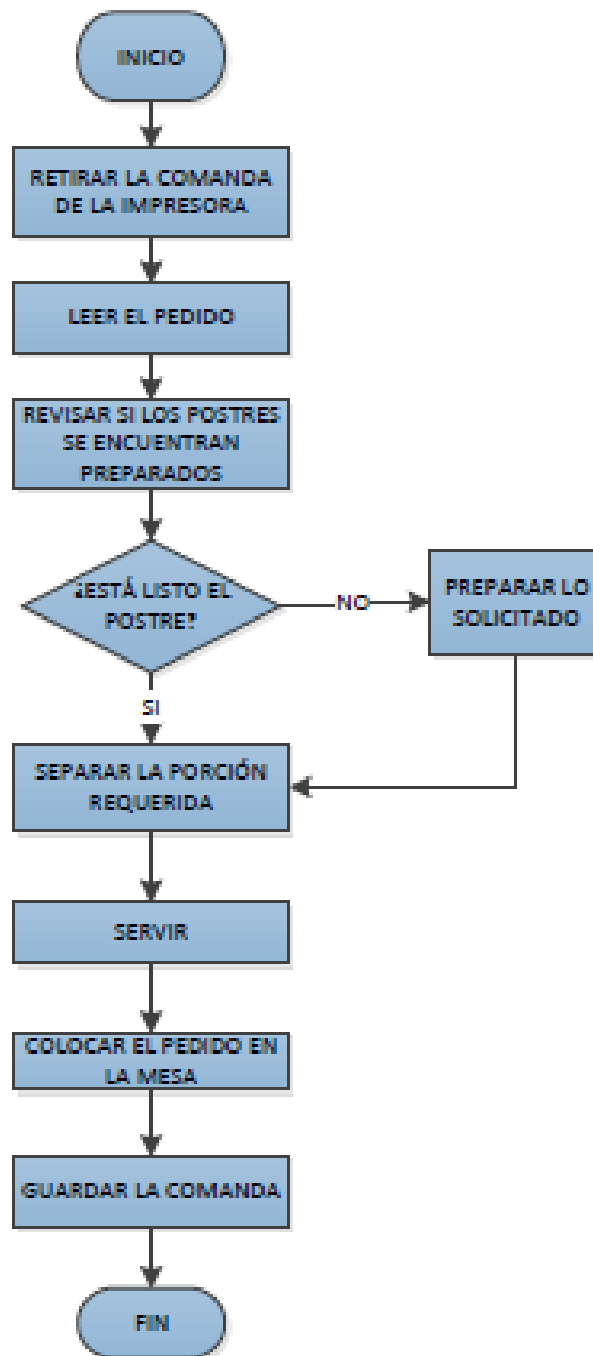 INICIO
RETIRAR LA COMANDA
DE LA IMPRESORA
LEER EL PEDIDO
REVISAR SI LOS POSTRES
SE ENCUENTRAN
PREPARADOS
¿ESTÁ LISTO EL
POSTRE?
NO
PREPARAR LO
SOLICITADO
SI
SEPARAR LA PORCIÓN
REQUERIDA
SERVIR
COLOCAR EL PEDIDO EN
LA MESA
GUARDAR LA COMANDA
FIN